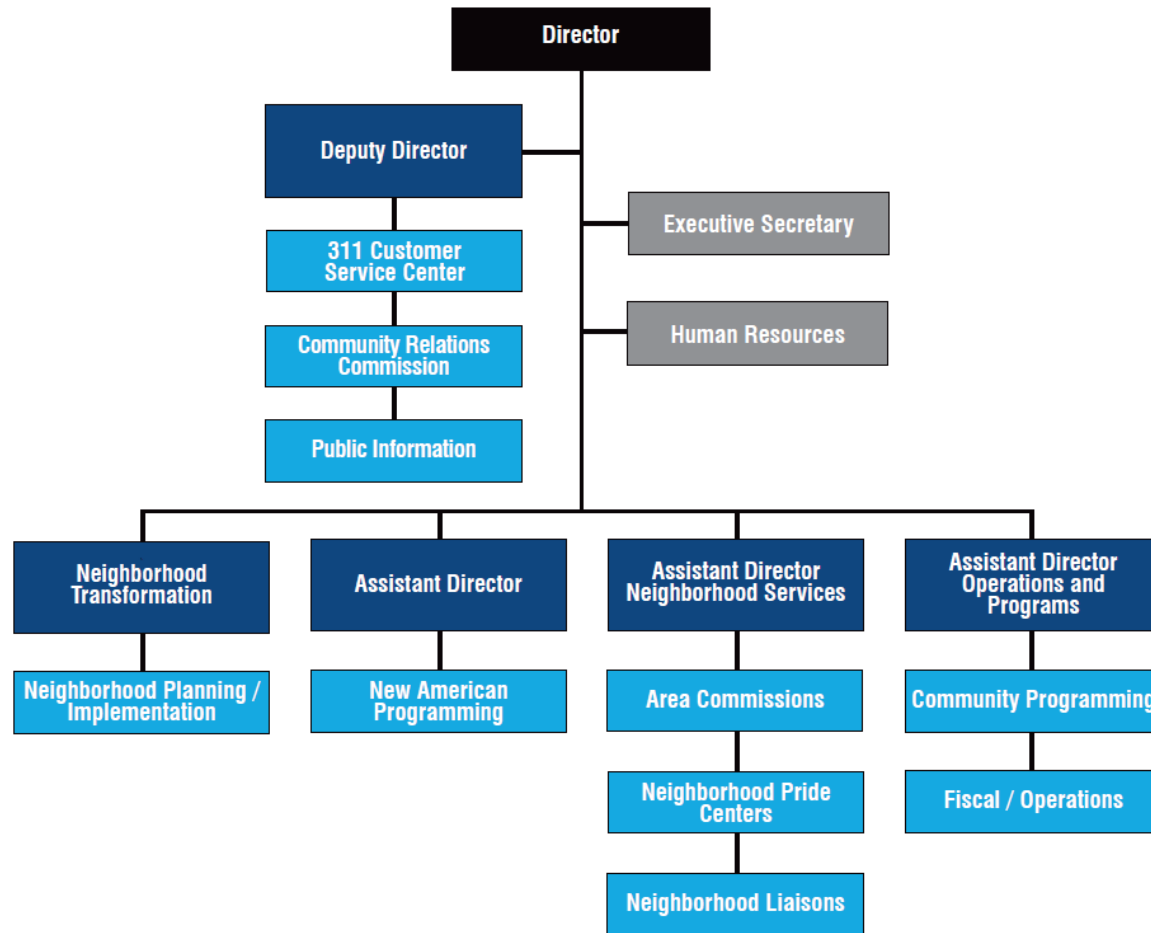 Director
Deputy Director
Executive Secretary
311 Customer
Service Center
Human Resources
Community Relations
Commission
Public Information
Neighborhood
Transformation
Assistant Director
Assistant Director
Neighborhood Services
Assistant Director
Operations and
Programs
Neighborhood Planning /
Implementation
New American
Programming
Area Commissions
Community Programming
Neighborhood Pride
Centers
Fiscal / Operations
Neighborhood Liaisons